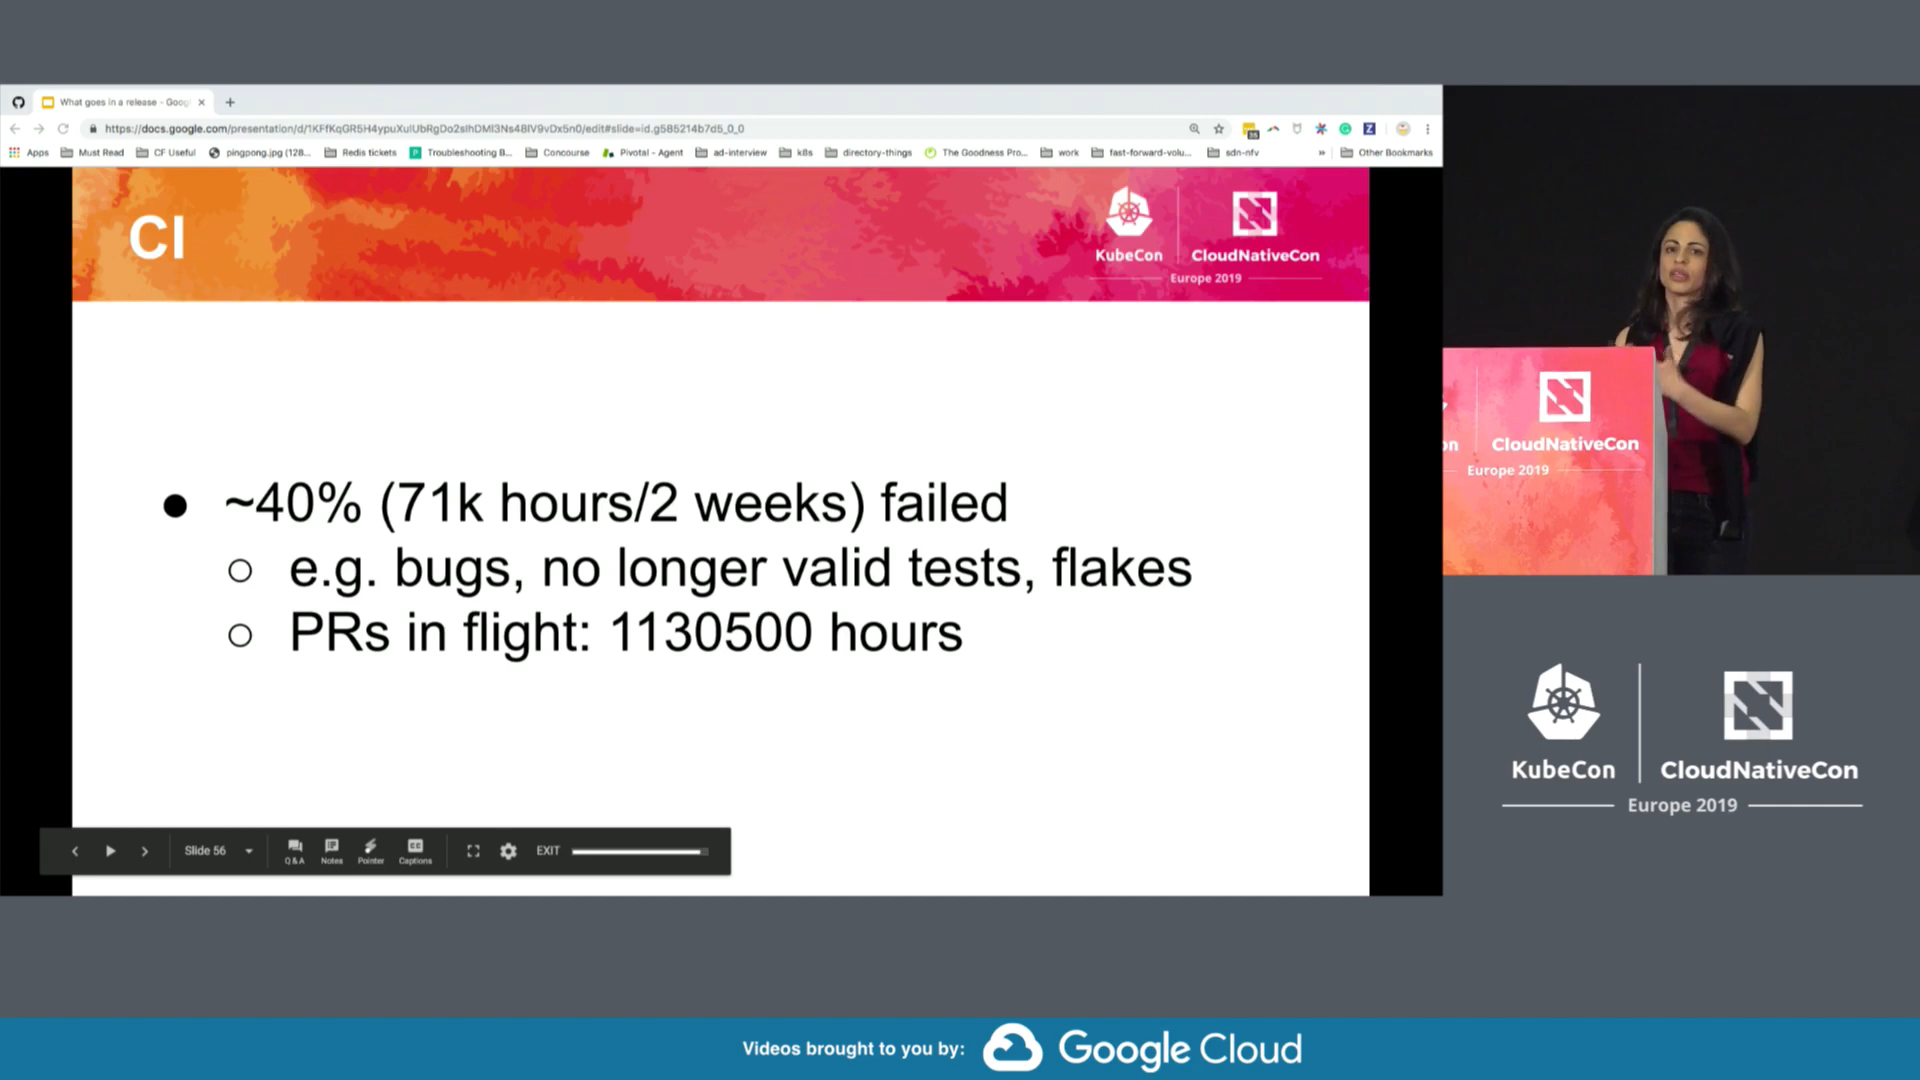 What goes in a release - Goog
https://docs.google.com/presentation/d/1KFfKqGR5H4ypuXuIUbRgDo2sIhDMI3Ns4BIV9vDx5n0/edit#slide=id.g585214b7d5_0_0
Apps Must Read CF Useful pingpong.jpg (128... Redis tickets Troubleshooting B... Concourse Pivotal - Agent ad-interview k8s directory-things The Goodness Pro... work fast-forward-volu... sdn-nfv » Other Bookmarks
CI
KubeCon CloudNativeCon
Europe 2019
● ~40% (71k hours/2 weeks) failed
○ e.g. bugs, no longer valid tests, flakes
○ PRs in flight: 1130500 hours
Slide 56 Q&A Notes Pointer Captions EXIT
on CloudNativeCon
Europe 2019
KubeCon CloudNativeCon
Europe 2019
Videos brought to you by: Google Cloud